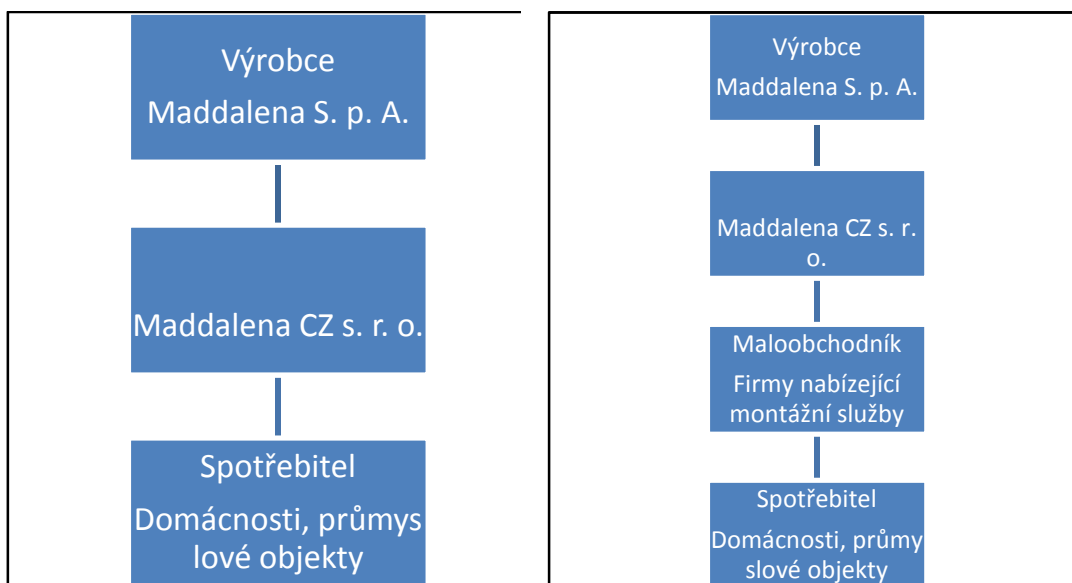 Výrobce
Maddalena S. p. A.
Maddalena CZ s. r. o.
Spotřebitel
Domácnosti, průmys
lové objekty
Výrobce
Maddalena S. p. A.
Maddalena CZ s. r.
o.
Maloobchodník
Firmy nabízející
montážní služby
Spotřebitel
Domácnosti, průmy
slové objekty